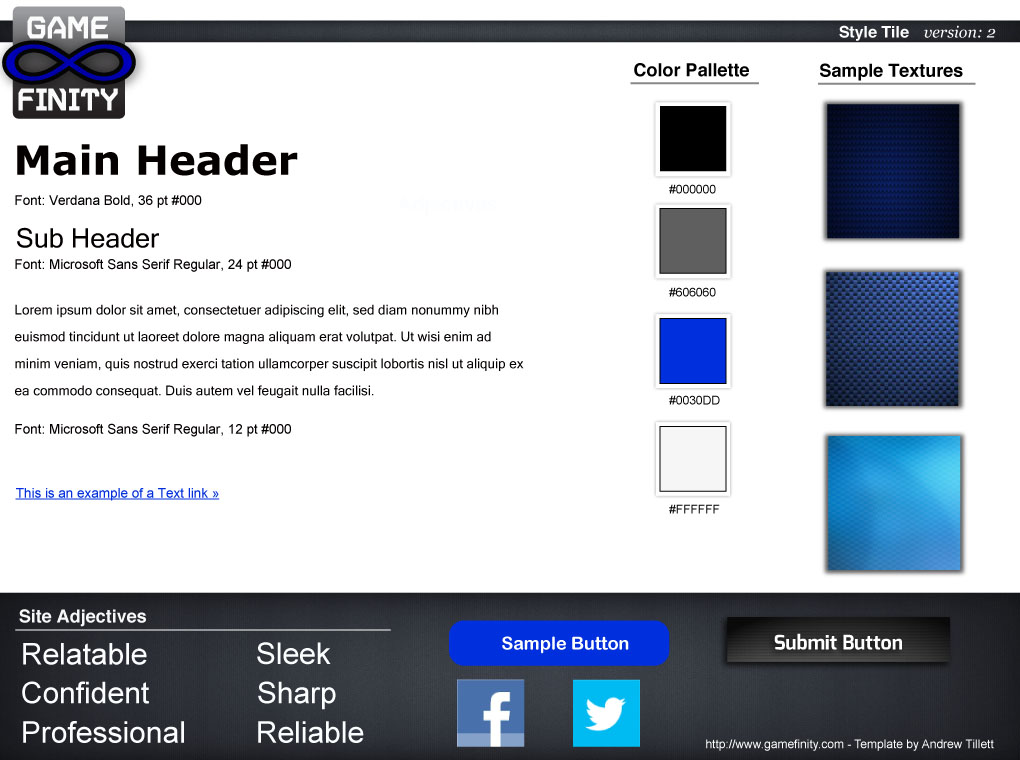 GAME
FINITY
Style Tile version: 2
Main Header
Font: Verdana Bold, 36 pt #000
Sub Header
Font: Microsoft Sans Serif Regular, 24 pt #000
Lorem ipsum dolor sit amet, consectetuer adipiscing elit, sed diam nonummy nibh
euismod tincidunt ut laoreet dolore magna aliquam erat volutpat. Ut wisi enim ad
minim veniam, quis nostrud exerci tation ullamcorper suscipit lobortis nisl ut aliquip ex
ea commodo consequat. Duis autem vel feugait nulla facilisi.
Font: Microsoft Sans Serif Regular, 12 pt #000
This is an example of a Text link »
Color Pallette
#000000
#606060
#0030DD
#FFFFFF
Sample Textures
Site Adjectives
Relatable
Confident
Professional
Sleek
Sharp
Reliable
Sample Button
Submit Button
http://www.gamefinity.com - Template by Andrew Tillett